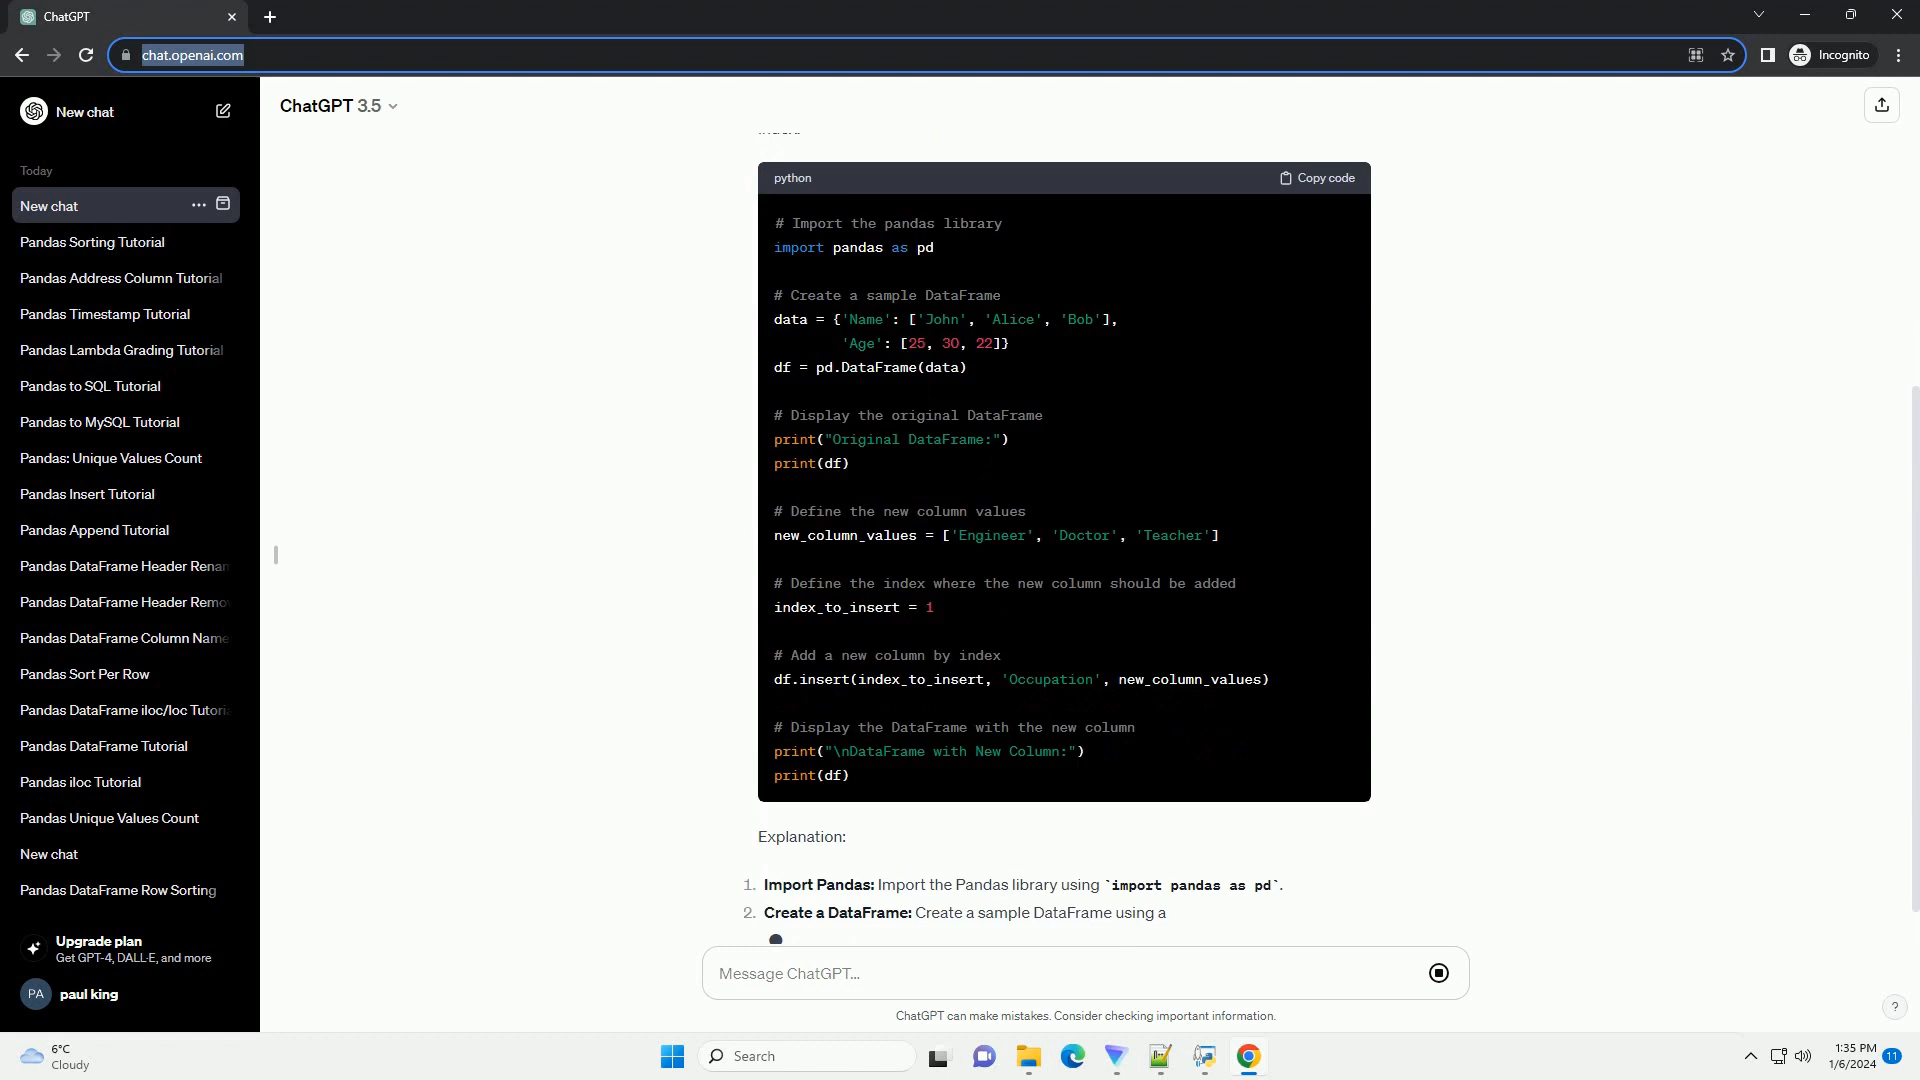 ChatGPT
chat.openai.com
Incognito
New chat
Today
New chat
Pandas Sorting Tutorial
Pandas Address Column Tutorial
Pandas Timestamp Tutorial
Pandas Lambda Grading Tutorial
Pandas to SQL Tutorial
Pandas to MySQL Tutorial
Pandas: Unique Values Count
Pandas Insert Tutorial
Pandas Append Tutorial
Pandas DataFrame Header Renam
Pandas DataFrame Header Remo
Pandas DataFrame Column Name
Pandas Sort Per Row
Pandas DataFrame iloc/loc Tutoria
Pandas DataFrame Tutorial
Pandas iloc Tutorial
Pandas Unique Values Count
New chat
Pandas DataFrame Row Sorting
Upgrade plan
Get GPT-4, DALL·E, and more
PA
paul king
ChatGPT 3.5
python
Copy code
# Import the pandas library
import pandas as pd
# Create a sample DataFrame
data = {'Name': ['John', 'Alice', 'Bob'],
'Age': [25, 30, 22]}
df = pd.DataFrame(data)
# Display the original DataFrame
print("Original DataFrame:")
print(df)
# Define the new column values
new_column_values = ['Engineer', 'Doctor', 'Teacher']
# Define the index where the new column should be added
index_to_insert = 1
# Add a new column by index
df.insert(index_to_insert, 'Occupation', new_column_values)
# Display the DataFrame with the new column
print("\nDataFrame with New Column:")
print(df)
Explanation:
1. Import Pandas: Import the Pandas library using `import pandas as pd`.
2. Create a DataFrame: Create a sample DataFrame using a
Message ChatGPT...
ChatGPT can make mistakes. Consider checking important information.
?
6°C
Cloudy
Search
1:35 PM
1/6/2024
11